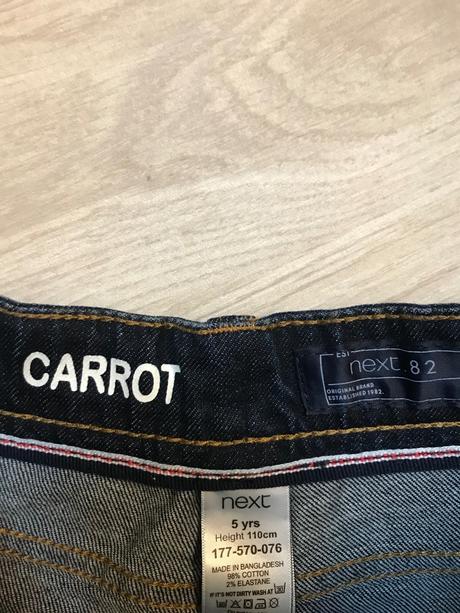 CARROT
EST
next.82
ORIGINAL BRAND
ESTABLISHED 1982.
next
5 yrs
Height 110cm
177-570-076
MADE IN BANGLADESH
98% COTTON
2% ELASTANE
IF IT'S NOT DIRTY WASH AT